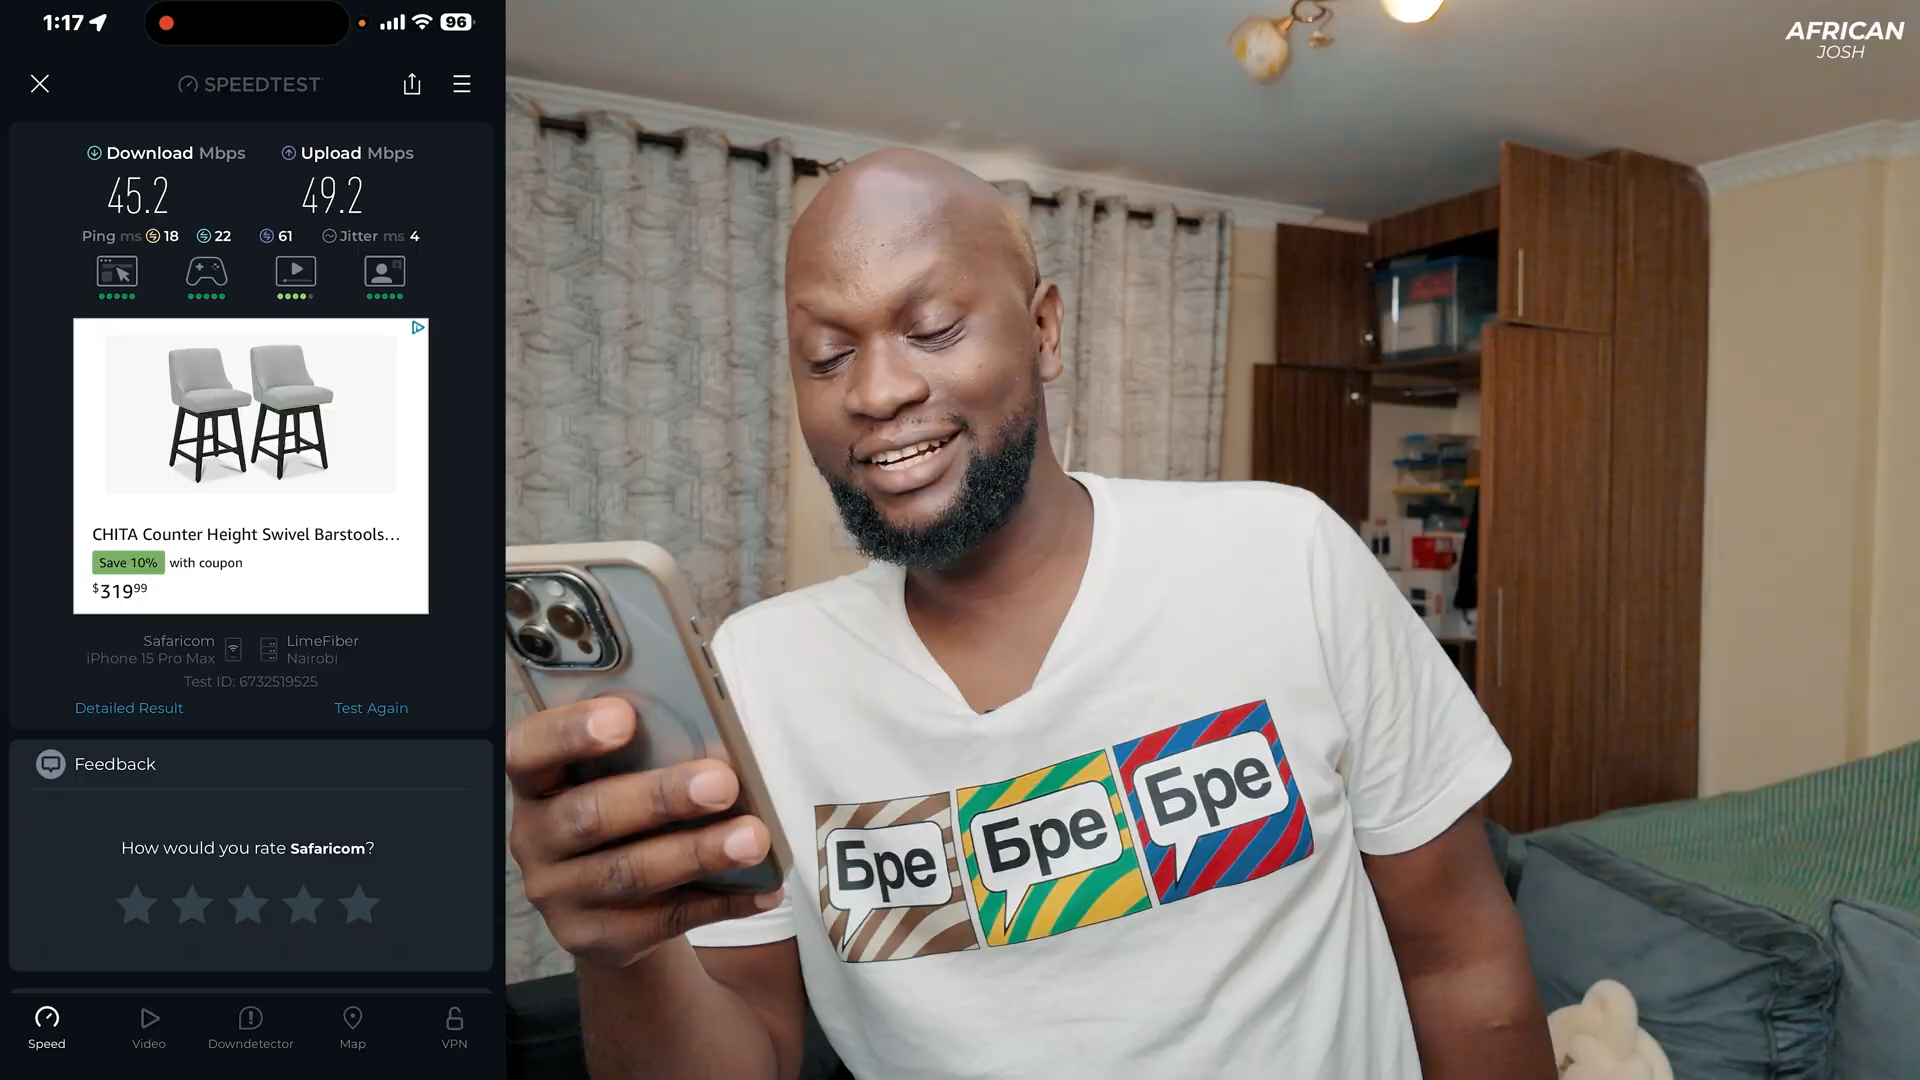 1:17
96
SPEEDTEST
Download Mbps
Upload Mbps
45.2
49.2
Ping ms 18 22 61 Jitter ms 4
CHITA Counter Height Swivel Barstools...
Save 10% with coupon
$319.99
Safaricom
iPhone 15 Pro Max
LimeFiber
Nairobi
Test ID: 6732519525
Detailed Result
Test Again
Feedback
How would you rate Safaricom?
Speed
Video
Downdetector
Map
VPN
AFRICAN
JOSH
Бре
Бре
Бре